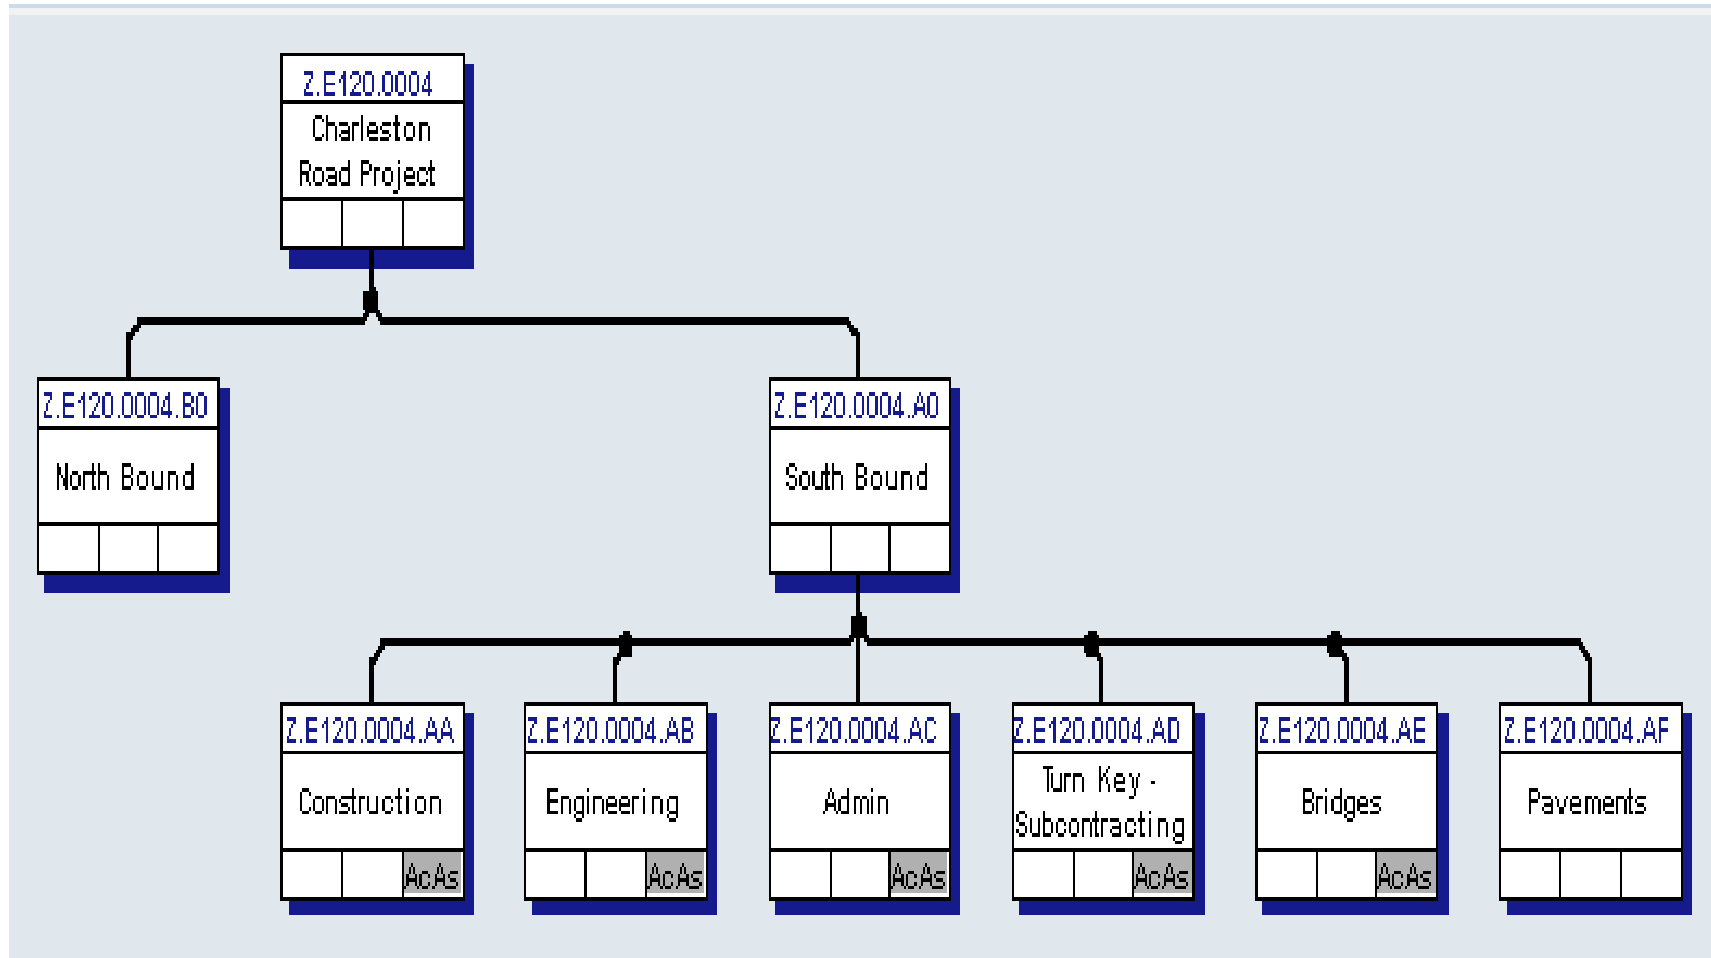 Z.E120.0004
Charleston
Road Project
Z.E120.0004.B0
North Bound
Z.E120.0004.A0
South Bound
Z.E120.0004.AA
Construction
AcAs
Z.E120.0004.AB
Engineering
AcAs
Z.E120.0004.AC
Admin
AcAs
Z.E120.0004.AD
Turn Key -
Subcontracting
AcAs
Z.E120.0004.AE
Bridges
AcAs
Z.E120.0004.AF
Pavements